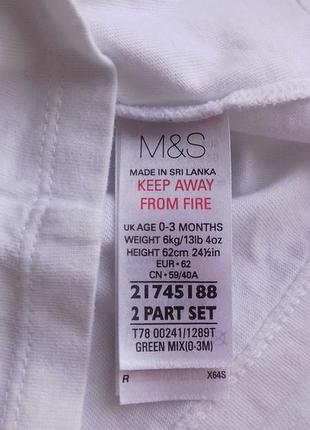 M&S
MADE IN SRI LANKA
KEEP AWAY
FROM FIRE
UK AGE 0-3 MONTHS
WEIGHT 6kg/13lb 4oz
HEIGHT 62cm 24½in
EUR • 62
CN • 59/40A
21745188
2 PART SET
T78 00241/1289T
GREEN MIX(0-3M)
R X64S